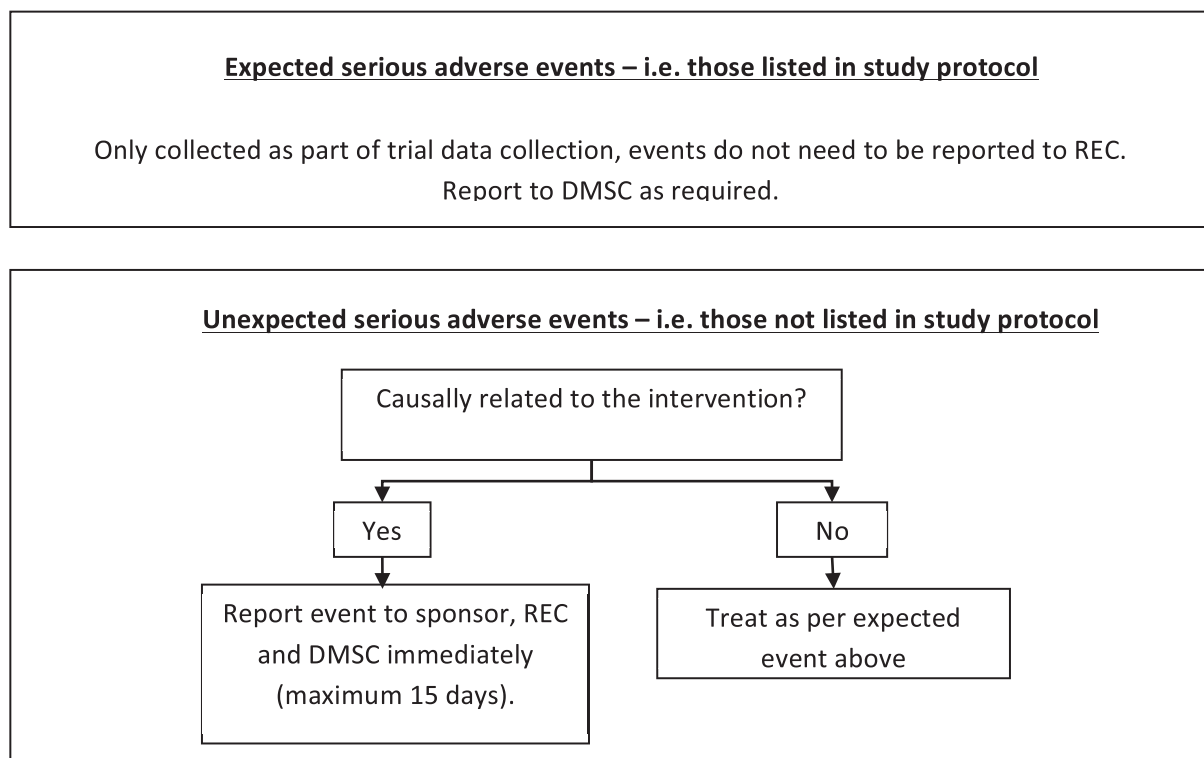 Expected serious adverse events – i.e. those listed in study protocol
Only collected as part of trial data collection, events do not need to be reported to REC.
Report to DMSC as required.
Unexpected serious adverse events – i.e. those not listed in study protocol
Causally related to the intervention?
Yes
No
Report event to sponsor, REC
and DMSC immediately
(maximum 15 days).
Treat as per expected
event above